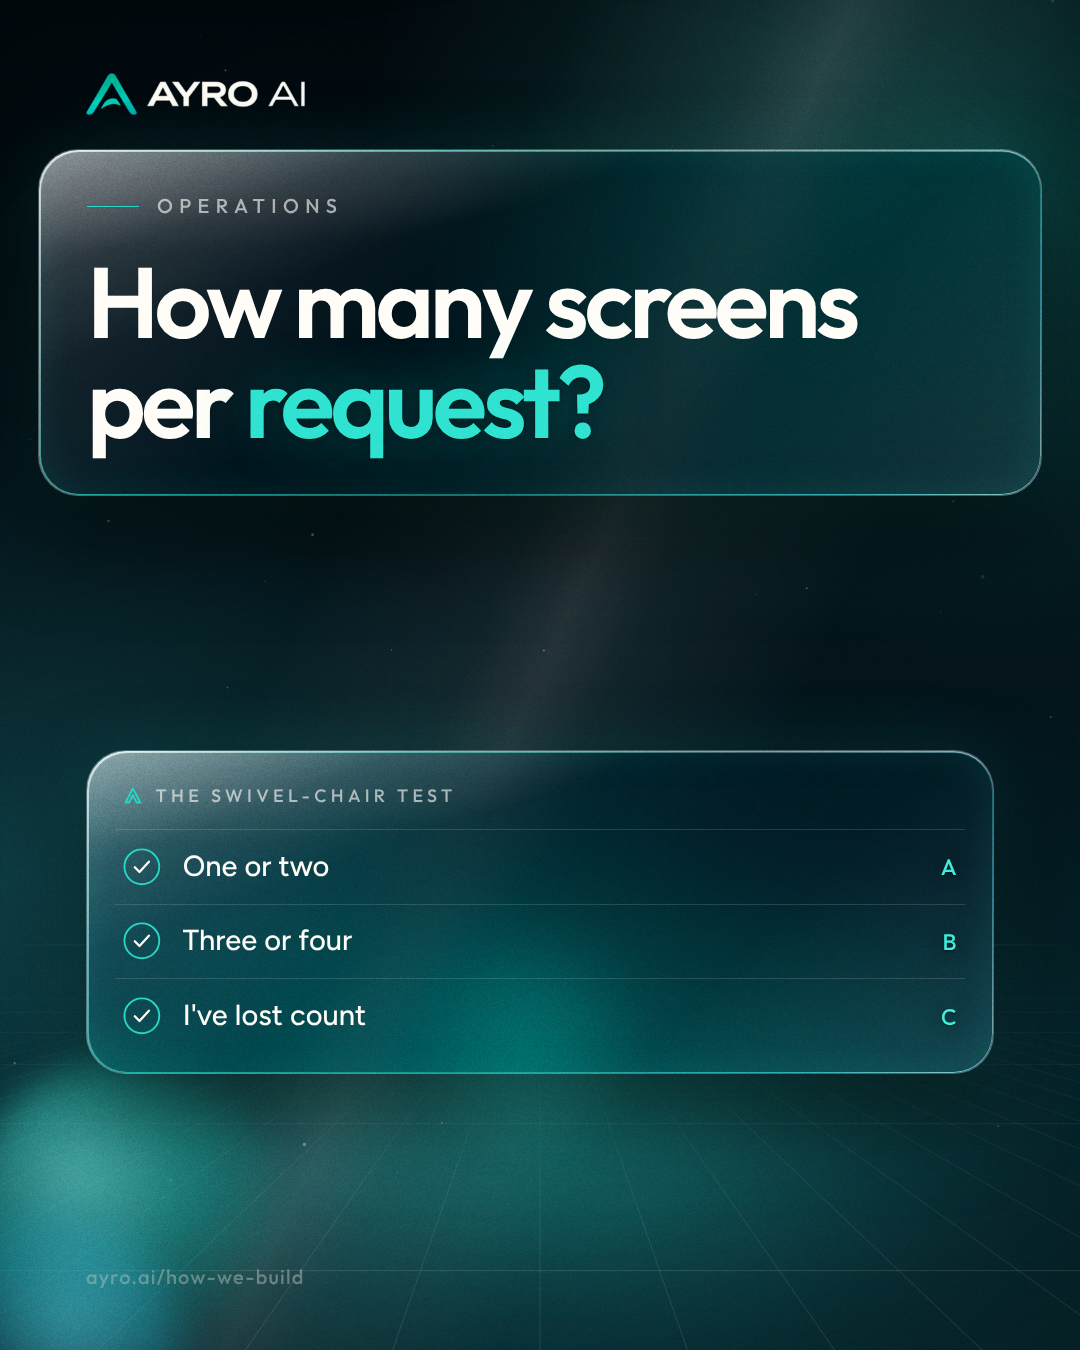 AYRO AI
OPERATIONS
How many screens
per request?
THE SWIVEL-CHAIR TEST
One or two A
Three or four B
I've lost count C
ayro.ai/how-we-build